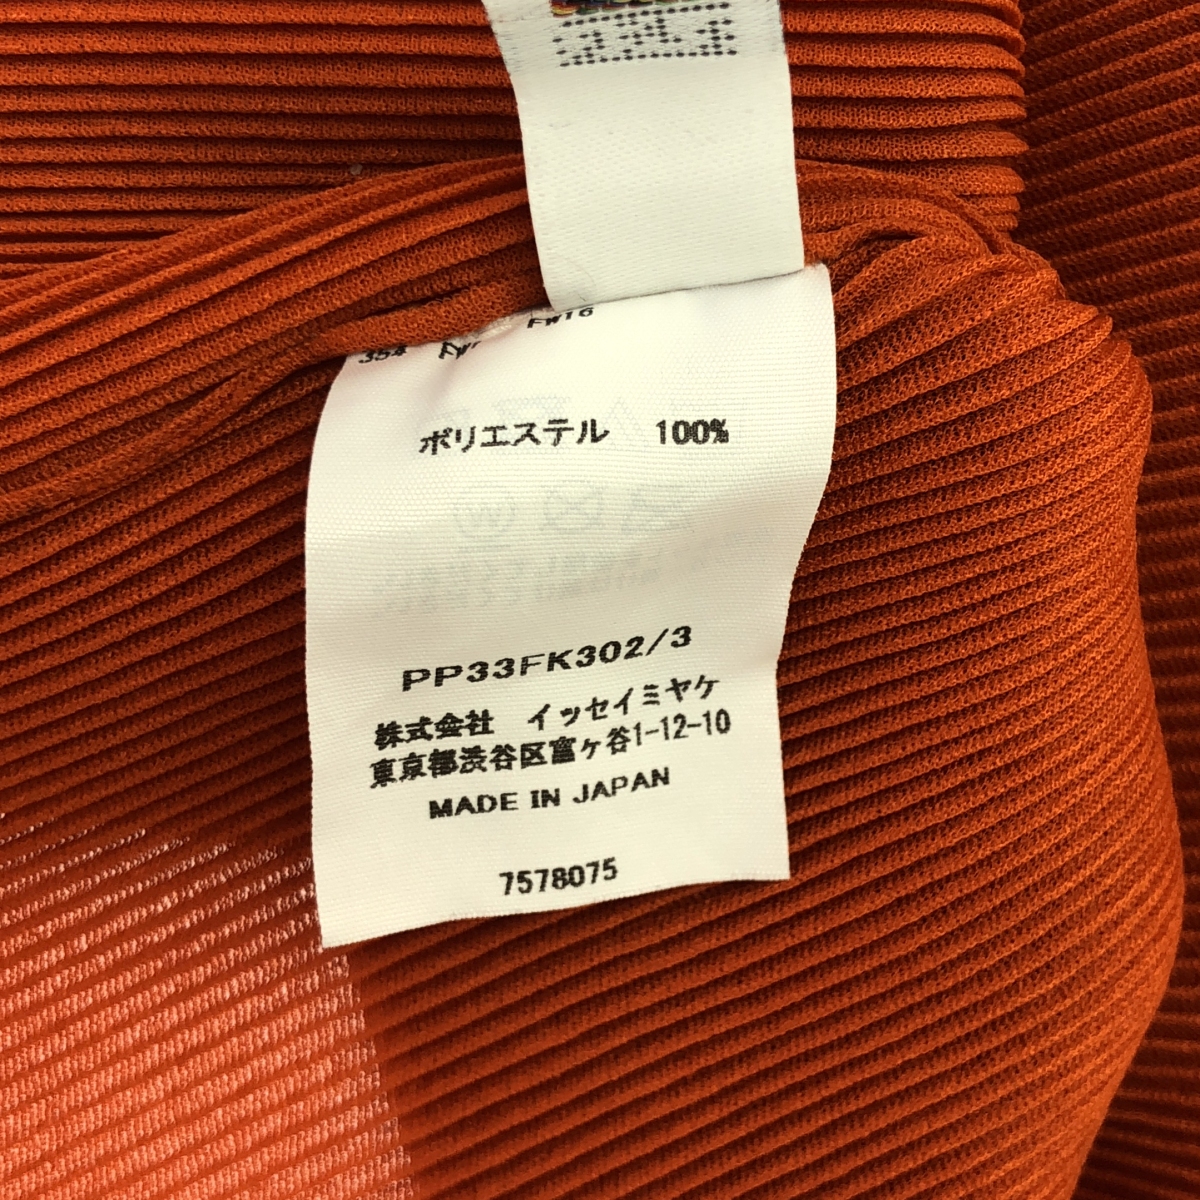 FW16
ポリエステル 100%
PP33FK302/3
株式会社 イッセイミヤケ
東京都渋谷区富ヶ谷1-12-10
MADE IN JAPAN
7578075